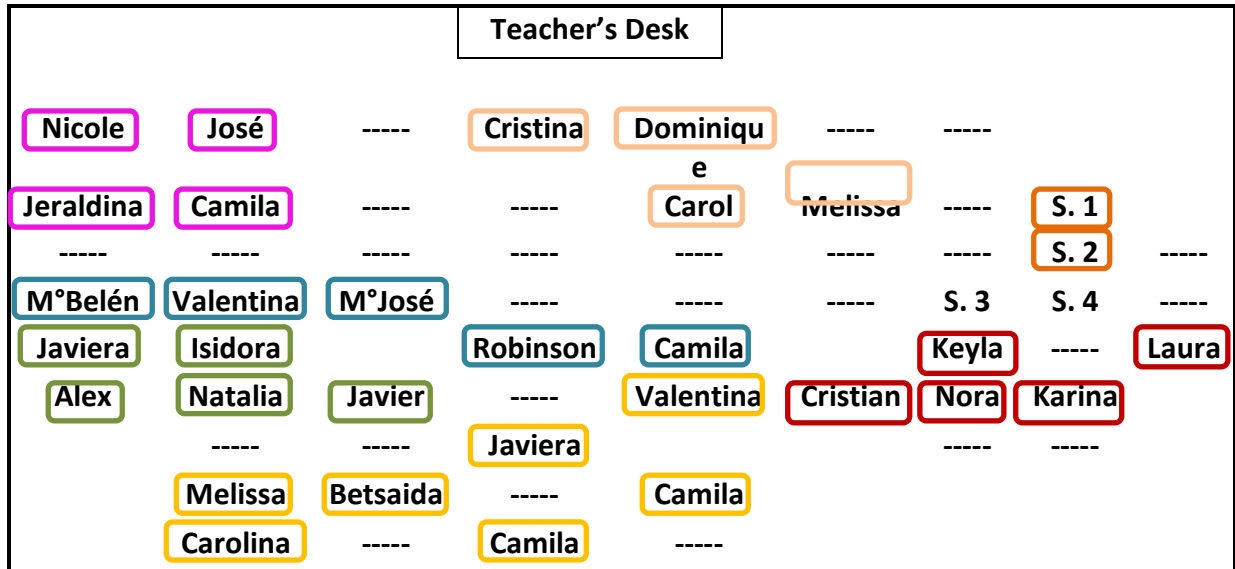 Teacher’s Desk
Nicole José ----- Cristina Dominiqu ----- -----
e
Jeraldina Camila ----- ----- Carol Melissa ----- S. 1
----- ----- ----- ----- ----- ----- ----- S. 2 -----
M°Belén Valentina M°José ----- ----- ----- S. 3 S. 4 -----
Javiera Isidora Robinson Camila Keyla ----- Laura
Alex Natalia Javier ----- Valentina Cristian Nora Karina
----- ----- Javiera ----- -----
Melissa Betsaida ----- Camila
Carolina ----- Camila -----